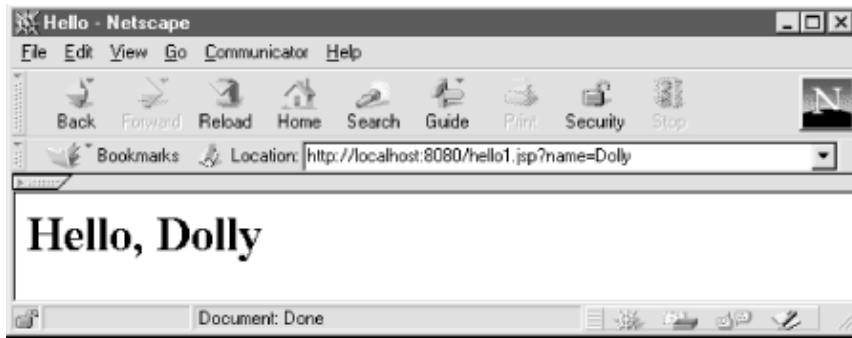 Hello - Netscape
File Edit View Go Communicator Help
Back Forward Reload Home Search Guide Print Security Stop
N
Bookmarks Location: http://localhost:8080/hello1.jsp?name=Dolly
Hello, Dolly
Document: Done